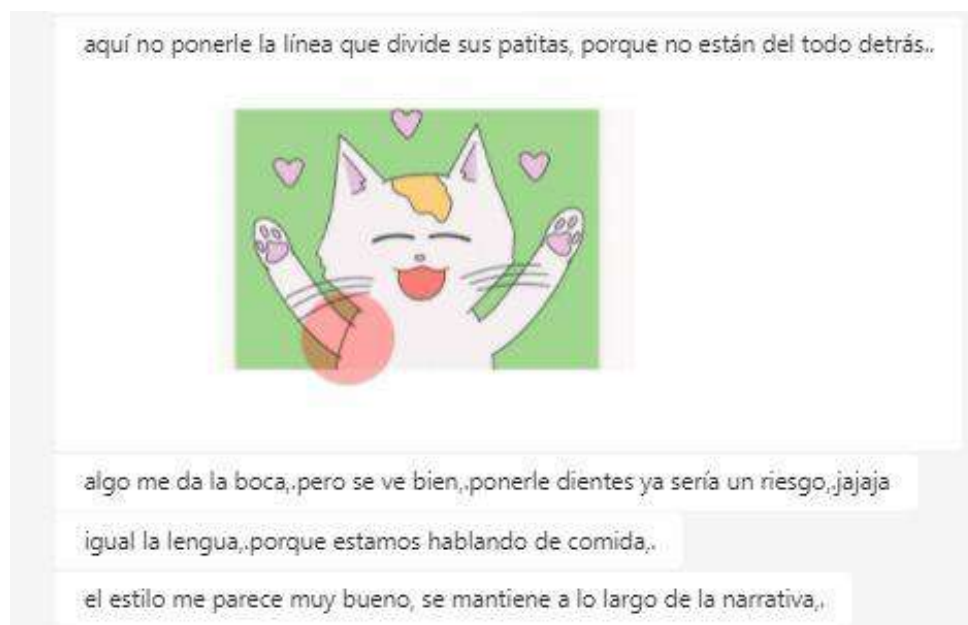 aquí no ponerle la línea que divide sus patitas, porque no están del todo detrás..
algo me da la boca,.pero se ve bien,.ponerle dientes ya sería un riesgo,.jajaja
igual la lengua,.porque estamos hablando de comida,.
el estilo me parece muy bueno, se mantiene a lo largo de la narrativa,.